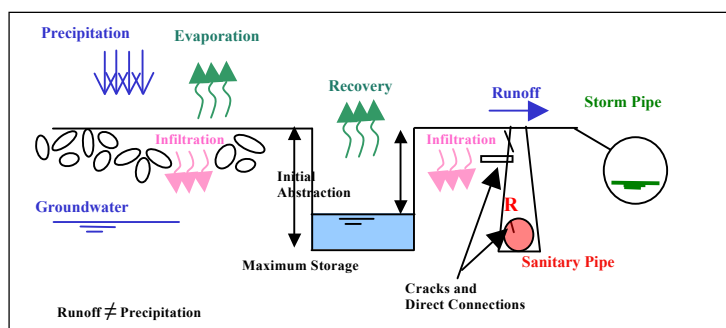 Precipitation
Evaporation
Recovery
Runoff
Storm Pipe
Infiltration
Infiltration
Initial
Abstraction
Groundwater
R
Maximum Storage
Sanitary Pipe
Cracks and
Direct Connections
Runoff ≠ Precipitation